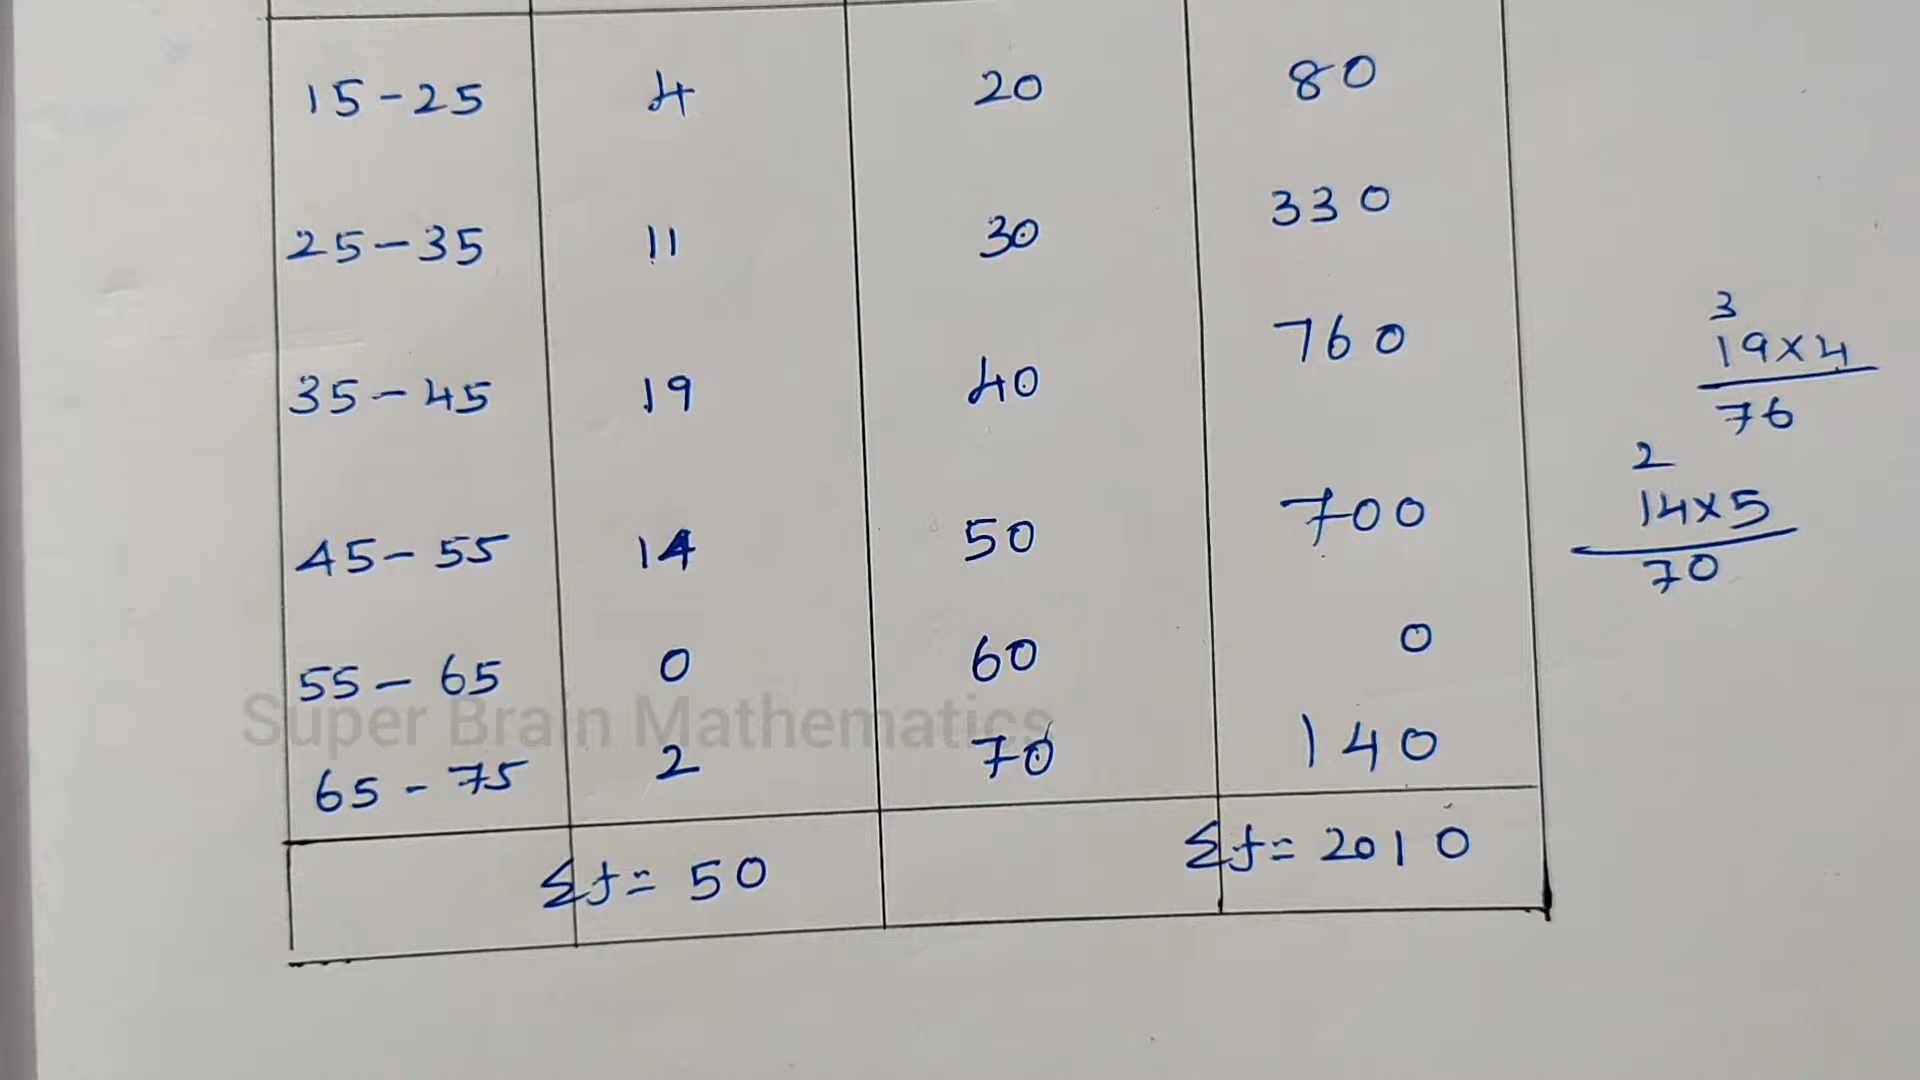 15-25 4 20 80
25-35 11 30 330
35-45 19 40 760
45-55 14 50 700
55-65 0 60 0
65-75 2 70 140
Σf= 50 Σf= 2010
3
19×4
76
2
14×5
70
Super Brain Mathematics